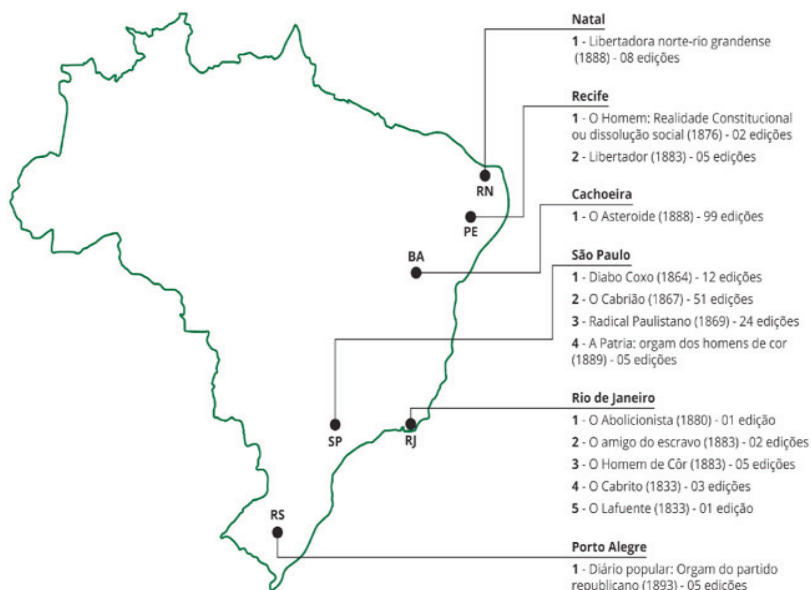 Natal
1 - Libertadora norte-rio grandense
(1888) - 08 edições
Recife
1 - O Homem: Realidade Constitucional
ou dissolução social (1876) - 02 edições
2 - Libertador (1883) - 05 edições
Cachoeira
1 - O Asteroide (1888) - 99 edições
São Paulo
1 - Diabo Coxo (1864) - 12 edições
2 - O Cabrião (1867) - 51 edições
3 - Radical Paulistano (1869) - 24 edições
4 - A Patria: orgam dos homens de cor
(1889) - 05 edições
Rio de Janeiro
1 - O Abolicionista (1880) - 01 edição
2 - O amigo do escravo (1883) - 02 edições
3 - O Homem de Côr (1883) - 05 edições
4 - O Cabrito (1833) - 03 edições
5 - O Lafuente (1833) - 01 edição
Porto Alegre
1 - Diário popular: Orgam do partido
republicano (1893) - 05 edições
RN
PE
BA
SP
RJ
RS